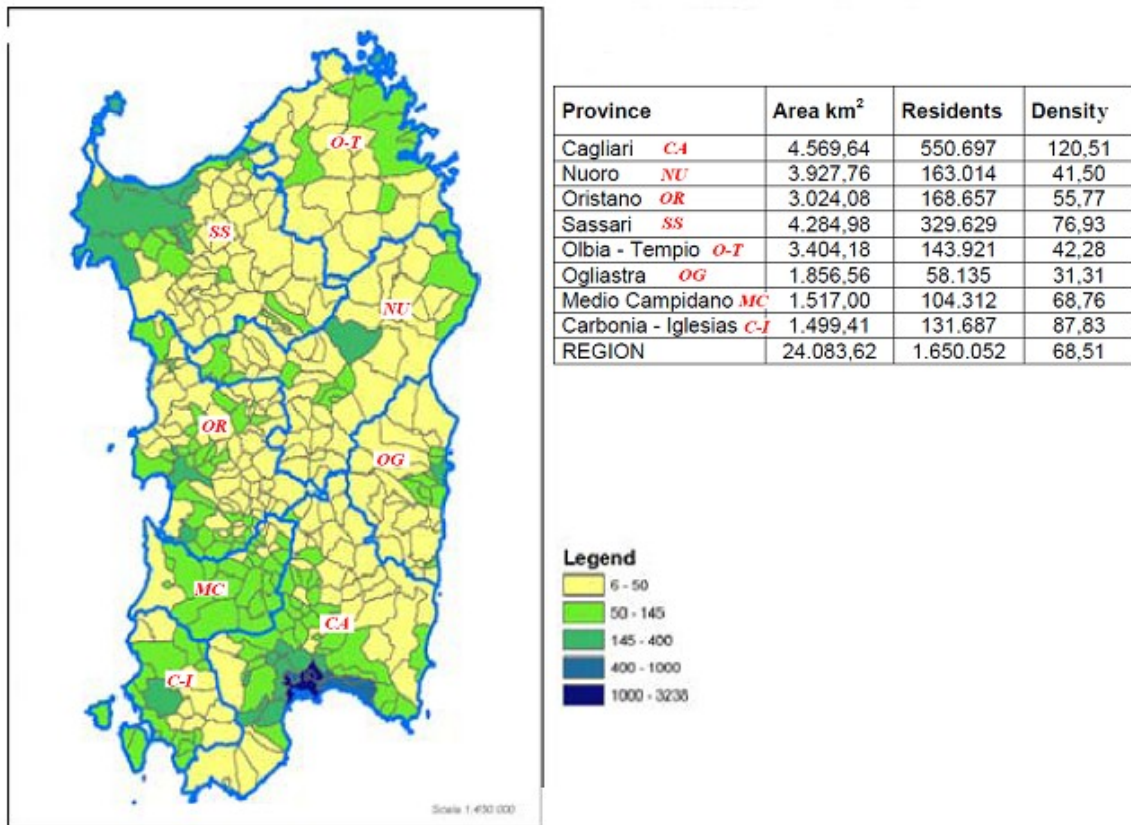 O-T
SS
NU
OR
OG
MC
CA
C-I
Scala 1:450 000
Province Area km² Residents Density
Cagliari CA 4.569,64 550.697 120,51
Nuoro NU 3.927,76 163.014 41,50
Oristano OR 3.024,08 168.657 55,77
Sassari SS 4.284,98 329.629 76,93
Olbia - Tempio O-T 3.404,18 143.921 42,28
Ogliastra OG 1.856,56 58.135 31,31
Medio Campidano MC 1.517,00 104.312 68,76
Carbonia - Iglesias C-I 1.499,41 131.687 87,83
REGION 24.083,62 1.650.052 68,51
Legend
6 - 50
50 - 145
145 - 400
400 - 1000
1000 - 3238